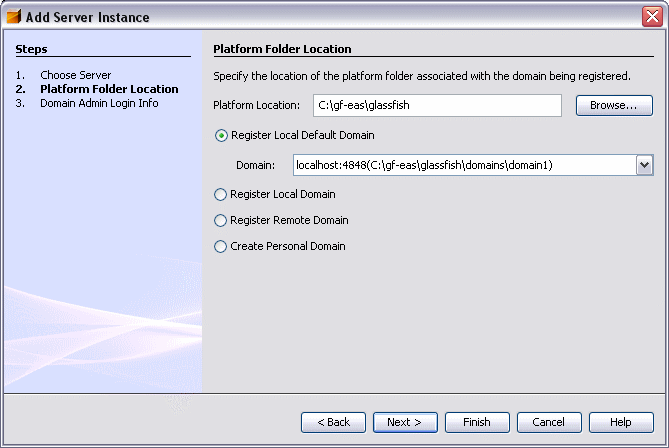 Add Server Instance
Steps
1. Choose Server
2. Platform Folder Location
3. Domain Admin Login Info
Platform Folder Location
Specify the location of the platform folder associated with the domain being registered.
Platform Location: C:\gf-eas\glassfish Browse...
Register Local Default Domain
Domain: localhost:4848(C:\gf-eas\glassfish\domains\domain1)
Register Local Domain
Register Remote Domain
Create Personal Domain
< Back Next > Finish Cancel Help